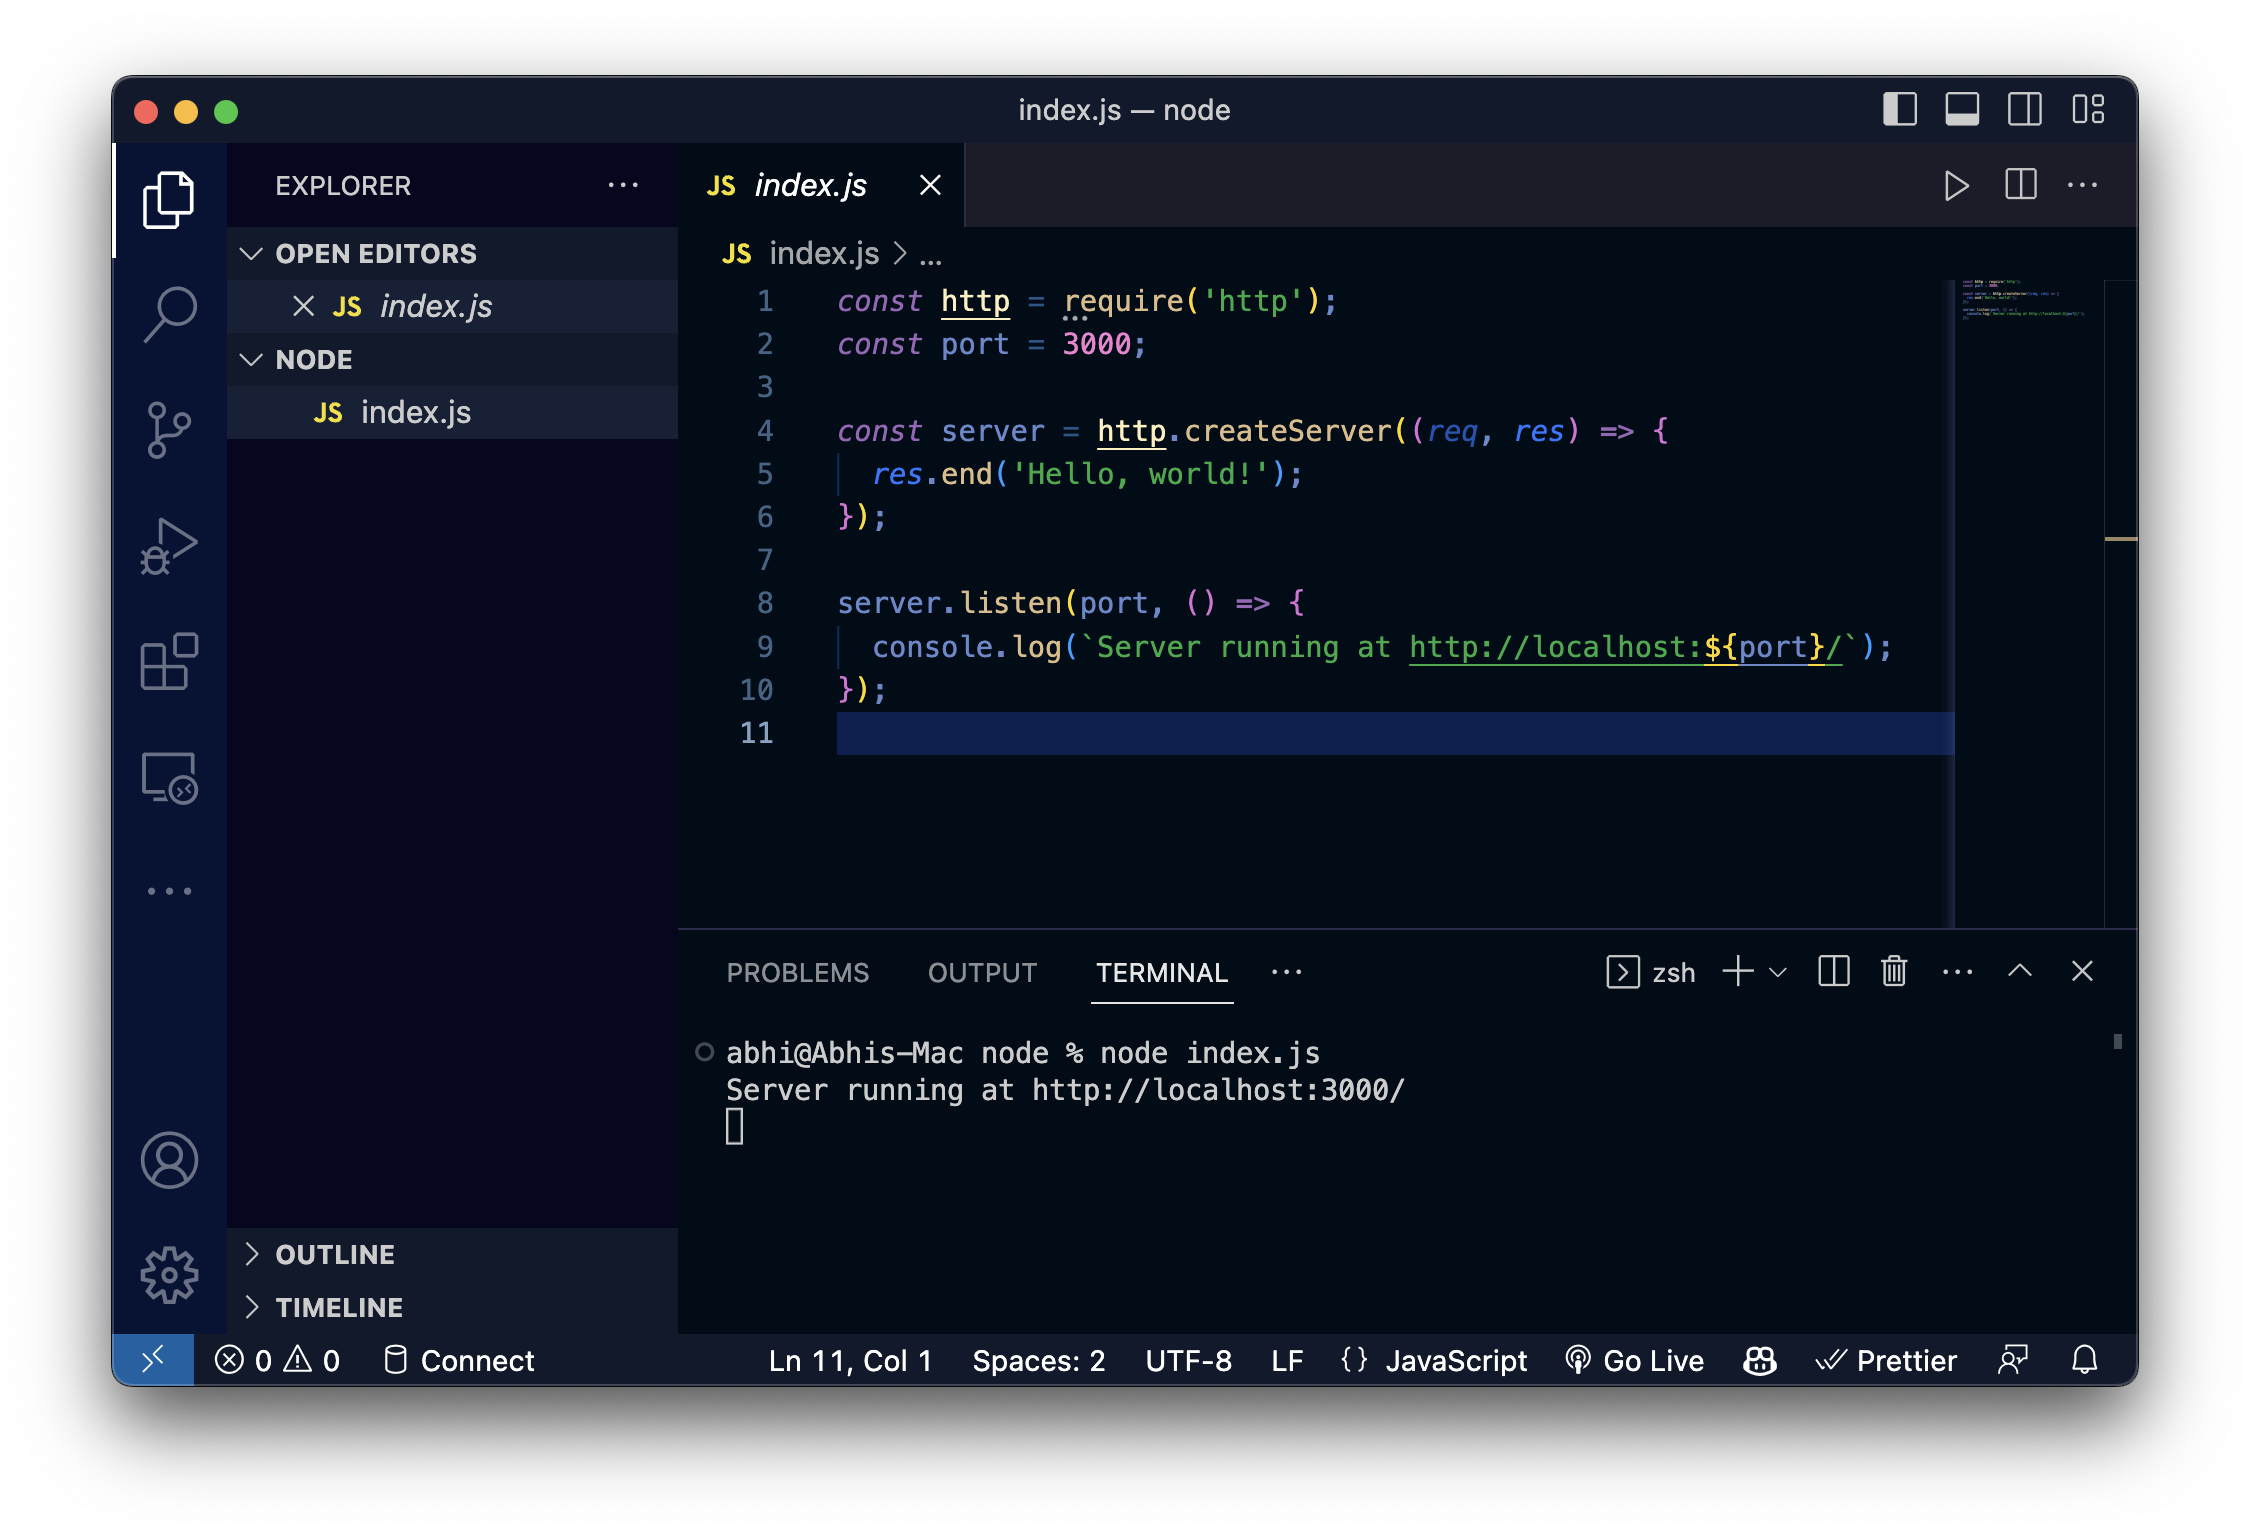 index.js — node
EXPLORER
OPEN EDITORS
JS index.js
NODE
JS index.js
OUTLINE
TIMELINE
JS index.js
JS index.js > ...
1 const http = require('http');
2 const port = 3000;
3
4 const server = http.createServer((req, res) => {
5 res.end('Hello, world!');
6 });
7
8 server.listen(port, () => {
9 console.log(`Server running at http://localhost:${port}/`);
10 });
11
PROBLEMS OUTPUT TERMINAL ... zsh
abhi@Abhis-Mac node % node index.js
Server running at http://localhost:3000/
0 0 Connect Ln 11, Col 1 Spaces: 2 UTF-8 LF {} JavaScript Go Live Prettier